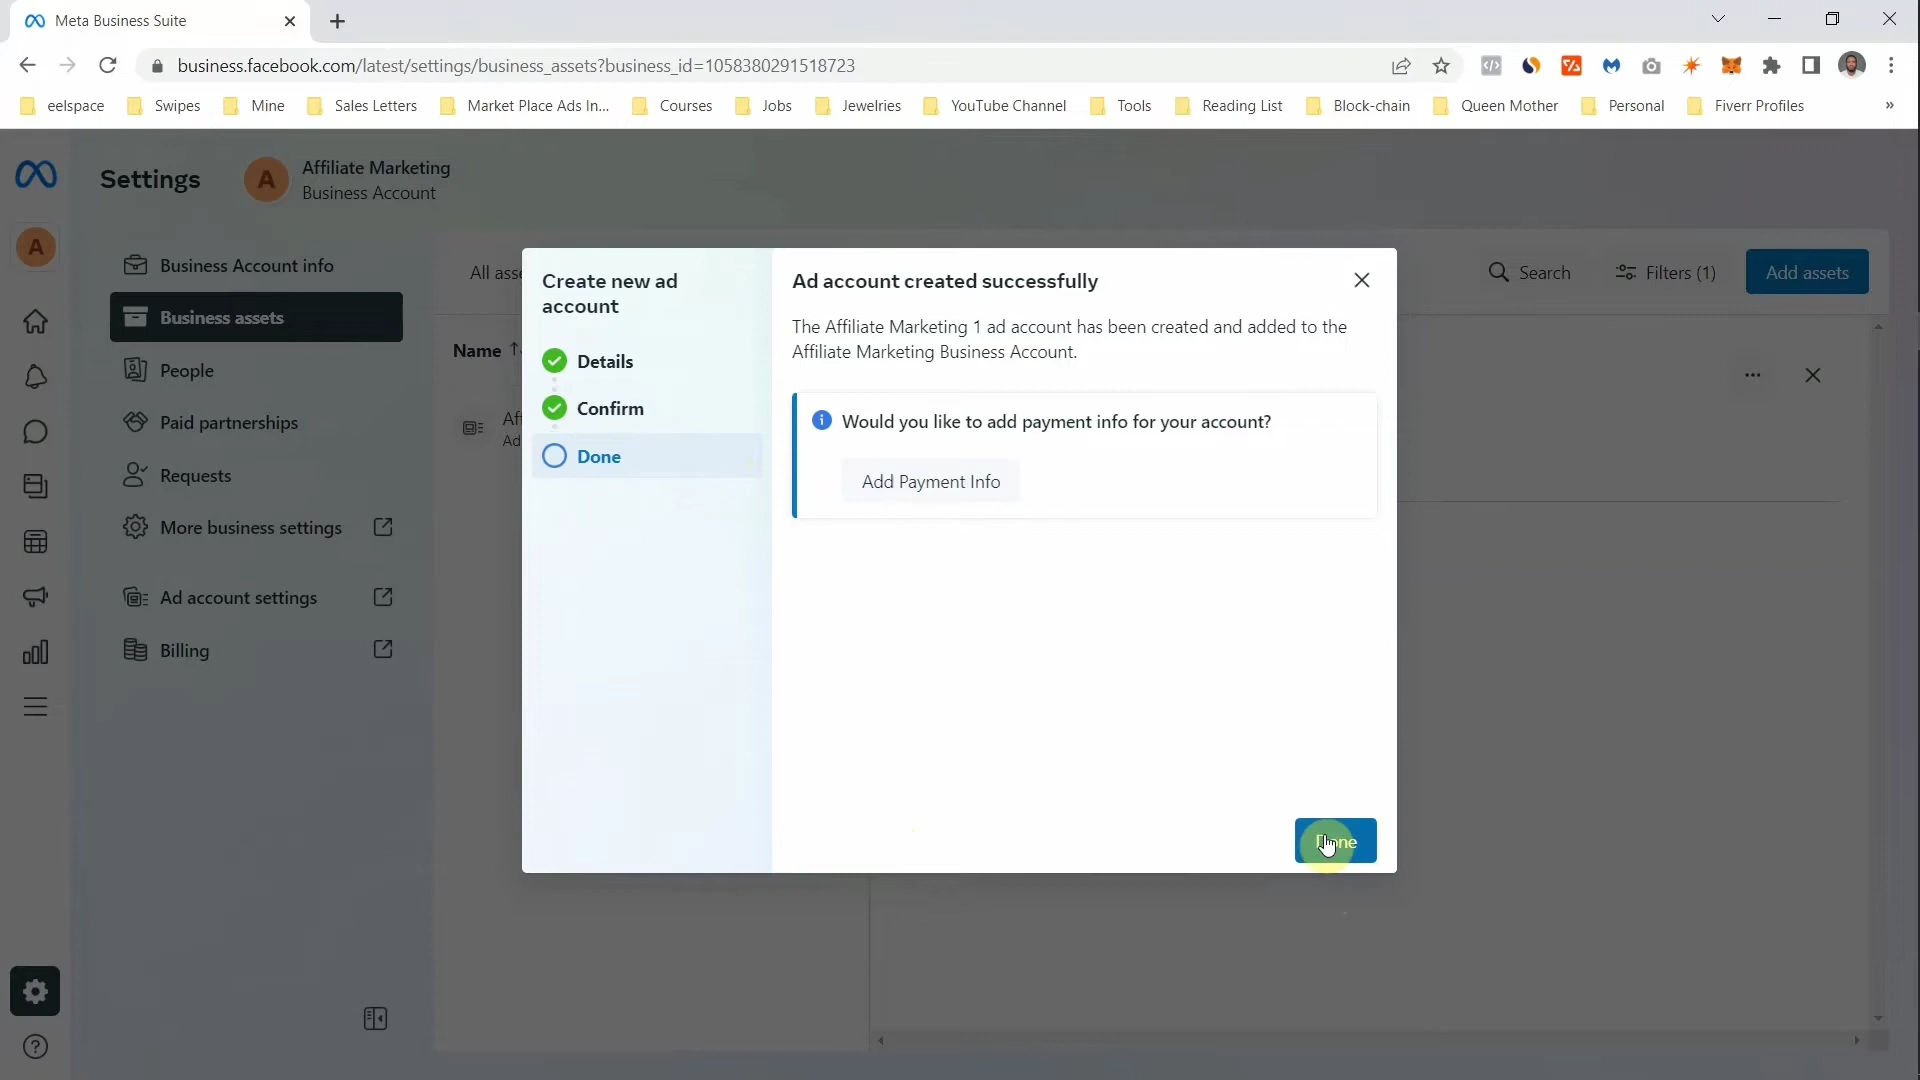 Meta Business Suite
business.facebook.com/latest/settings/business_assets?business_id=1058380291518723
eelspace
Swipes
Mine
Sales Letters
Market Place Ads In...
Courses
Jobs
Jewelries
YouTube Channel
Tools
Reading List
Block-chain
Queen Mother
Personal
Fiverr Profiles
»
Settings
A
Affiliate Marketing
Business Account
A
Business Account info
Business assets
People
Paid partnerships
Requests
More business settings
Ad account settings
Billing
All asse
Search
Filters (1)
Add assets
Name
Af
Ad
Create new ad
account
Details
Confirm
Done
Ad account created successfully
The Affiliate Marketing 1 ad account has been created and added to the
Affiliate Marketing Business Account.
Would you like to add payment info for your account?
Add Payment Info
Done